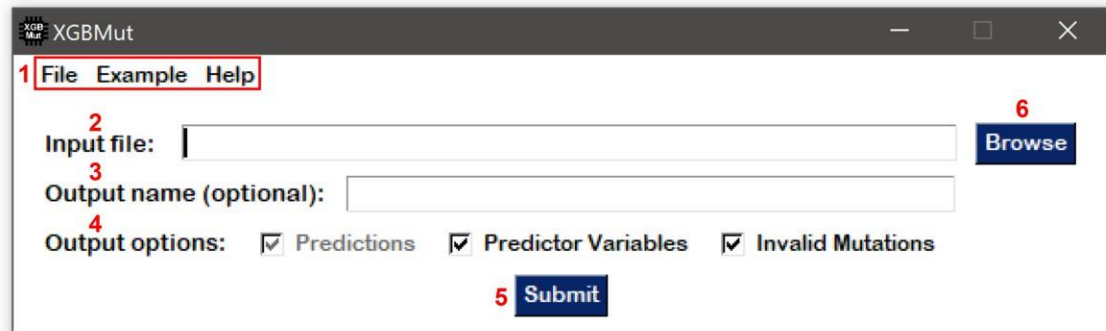 XGB Mut XGBMut
1 File Example Help
2 6
Input file: Browse
3
Output name (optional):
4
Output options: Predictions Predictor Variables Invalid Mutations
5 Submit